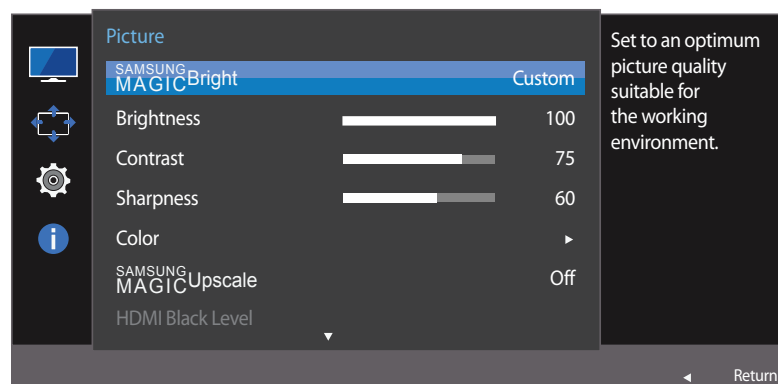 Picture
SAMSUNG MAGIC Bright Custom
Brightness 100
Contrast 75
Sharpness 60
Color ►
SAMSUNG MAGIC Upscale Off
HDMI Black Level
▼
Set to an optimum
picture quality
suitable for
the working
environment.
◄ Return